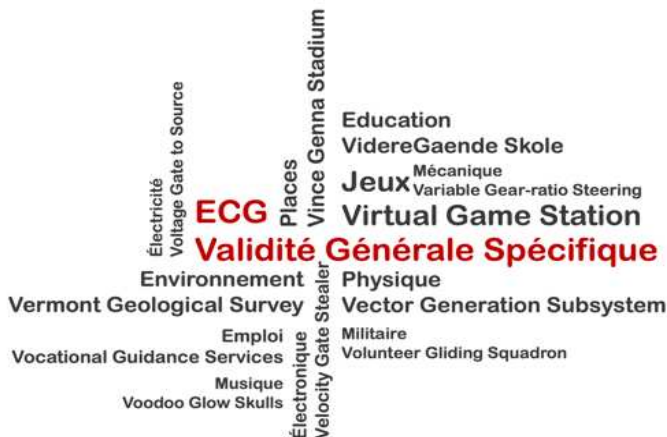 Électricité
Voltage Gate to Source
Places
Vince Genna Stadium
Education
VidereGaende Skole
Jeux
Mécanique
Variable Gear-ratio Steering
Virtual Game Station
ECG
Validité Générale Spécifique
Environnement
Vermont Geological Survey
Physique
Vector Generation Subsystem
Emploi
Vocational Guidance Services
Électronique
Velocity Gate Stealer
Militaire
Volunteer Gliding Squadron
Musique
Voodoo Glow Skulls